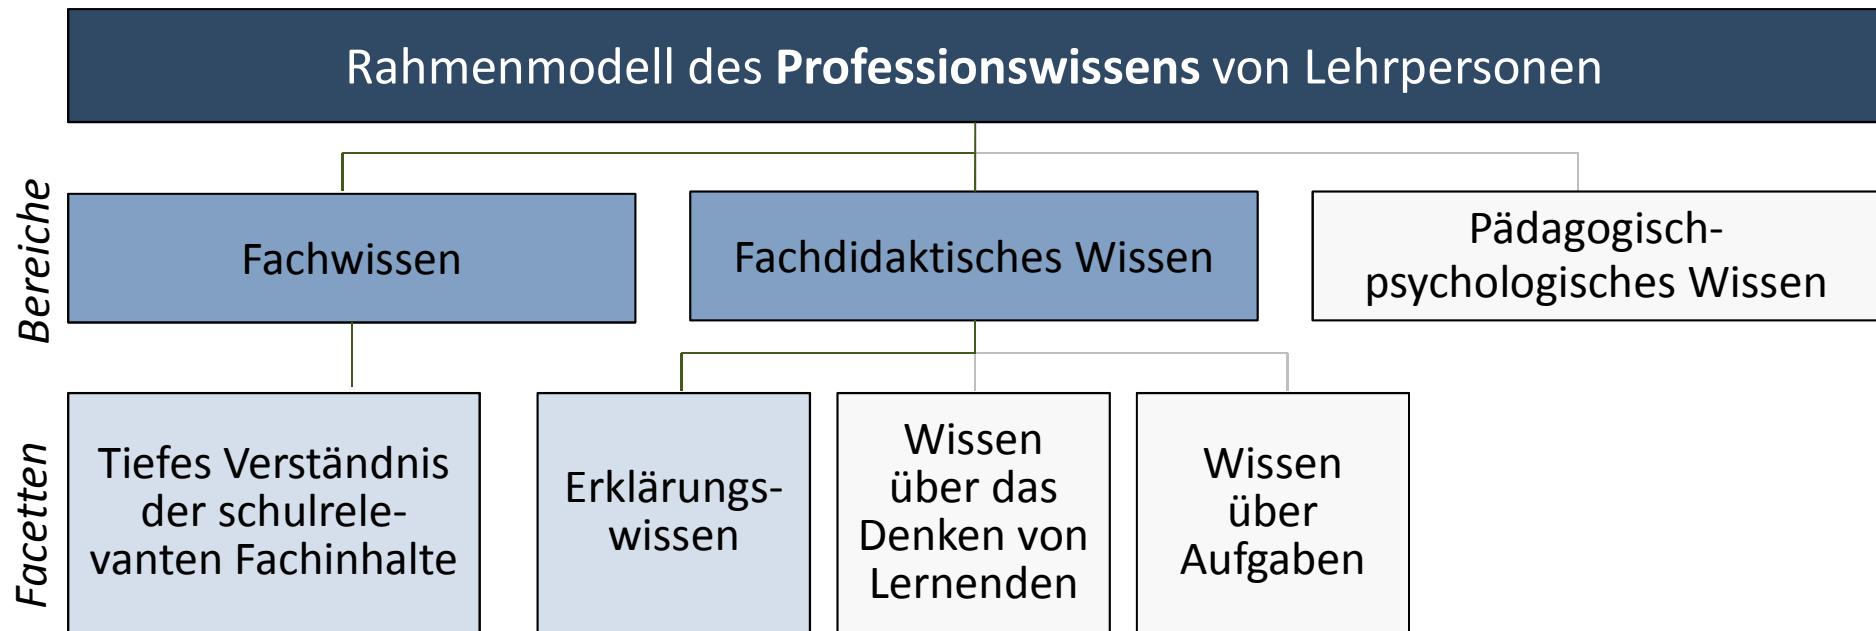 Rahmenmodell des Professionswissens von Lehrpersonen
Bereiche
Fachwissen
Fachdidaktisches Wissen
Pädagogisch-
psychologisches Wissen
Facetten
Tiefes Verständnis
der schulrele-
vanten Fachinhalte
Erklärungs-
wissen
Wissen
über das
Denken von
Lernenden
Wissen
über
Aufgaben